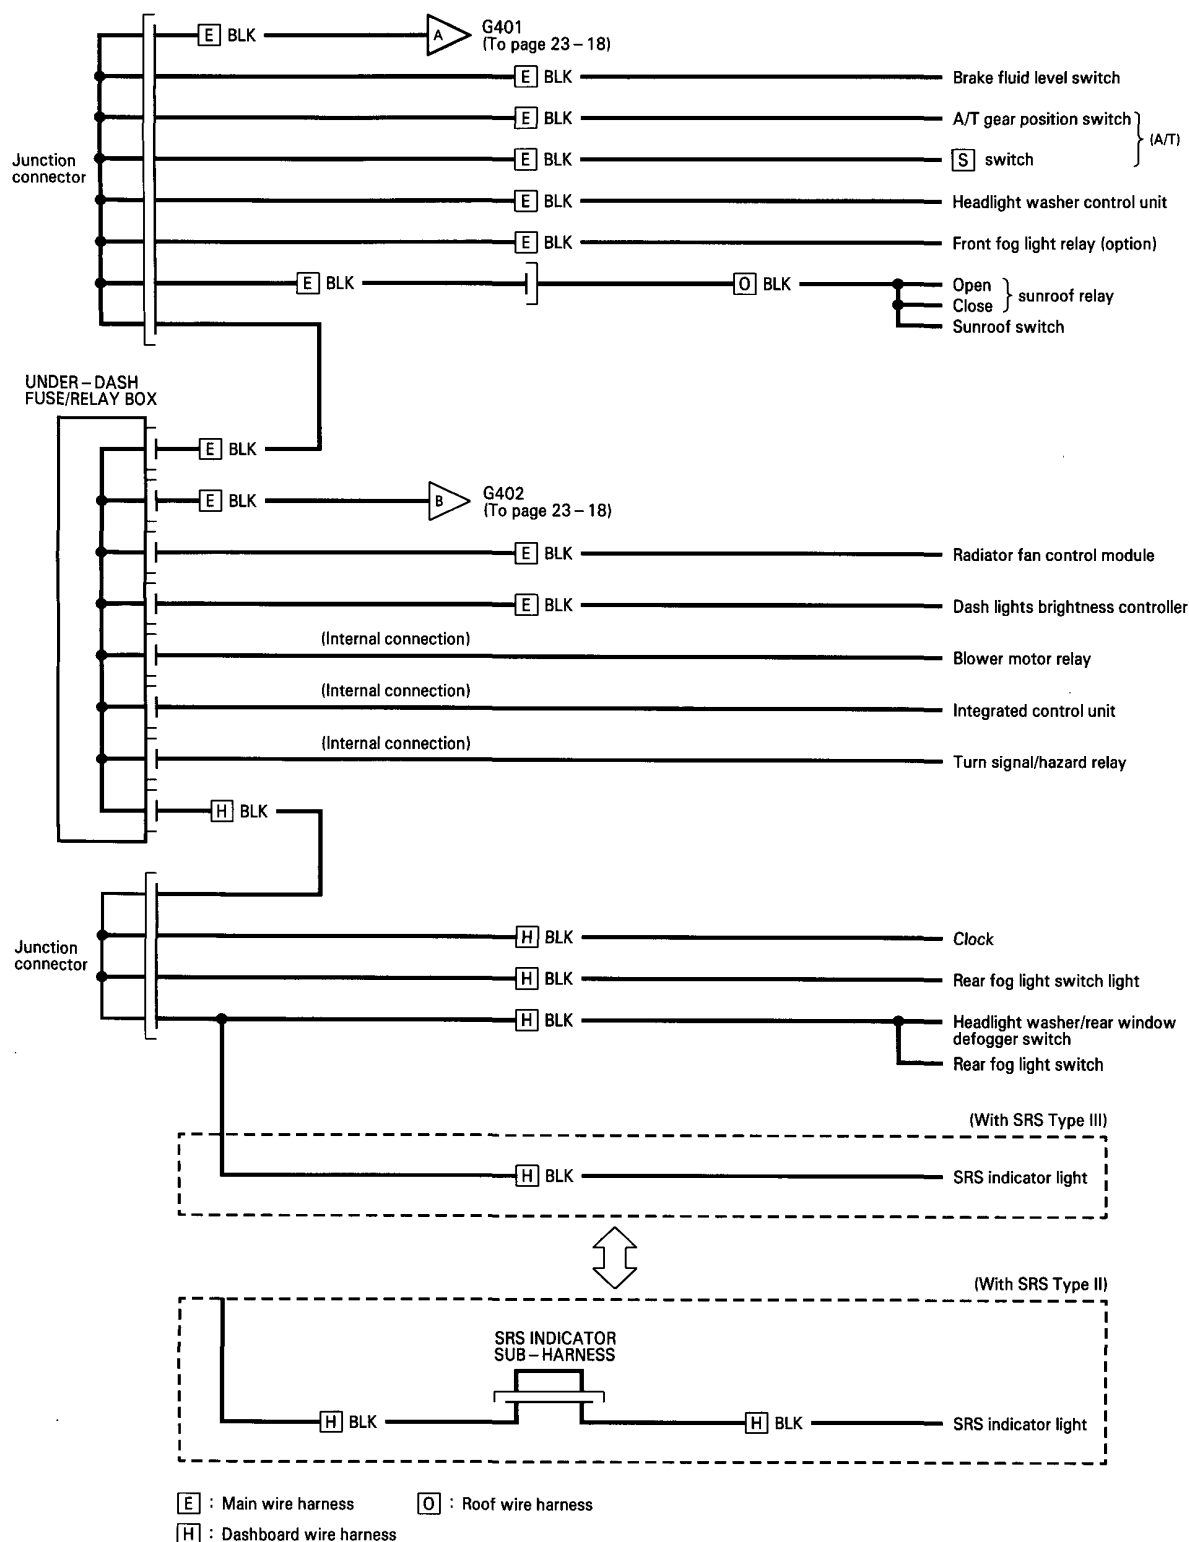 E BLK
A
G401
(To page 23–18)
E BLK
Brake fluid level switch
E BLK
A/T gear position switch
(A/T)
Junction
connector
E BLK
S switch
E BLK
Headlight washer control unit
E BLK
Front fog light relay (option)
E BLK
O BLK
Open
Close
sunroof relay
Sunroof switch
UNDER–DASH
FUSE/RELAY BOX
E BLK
E BLK
B
G402
(To page 23–18)
E BLK
Radiator fan control module
E BLK
Dash lights brightness controller
(Internal connection)
Blower motor relay
(Internal connection)
Integrated control unit
(Internal connection)
Turn signal/hazard relay
H BLK
Junction
connector
H BLK
Clock
H BLK
Rear fog light switch light
H BLK
Headlight washer/rear window
defogger switch
Rear fog light switch
(With SRS Type III)
H BLK
SRS indicator light
(With SRS Type II)
SRS INDICATOR
SUB–HARNESS
H BLK
H BLK
SRS indicator light
E : Main wire harness
O : Roof wire harness
H : Dashboard wire harness